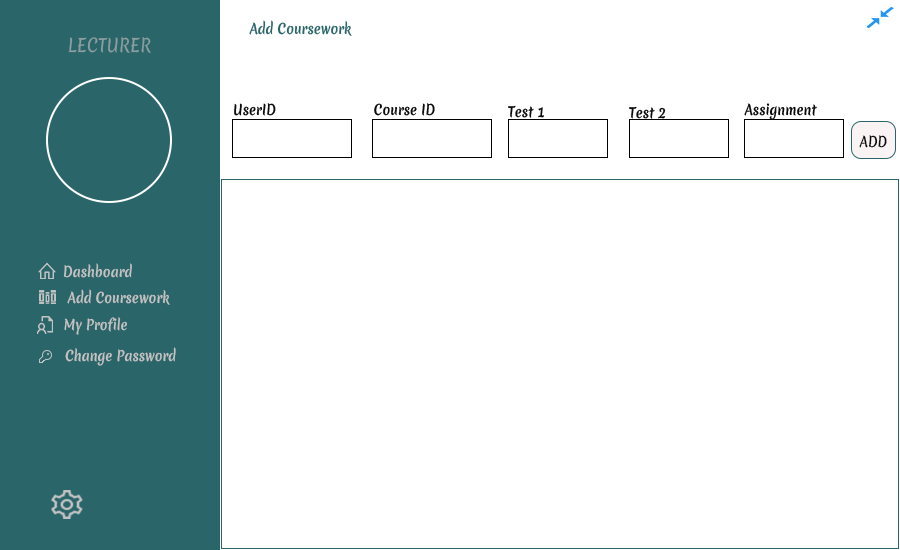 LECTURER
Dashboard
Add Coursework
My Profile
Change Password
Add Coursework
UserID
Course ID
Test 1
Test 2
Assignment
ADD